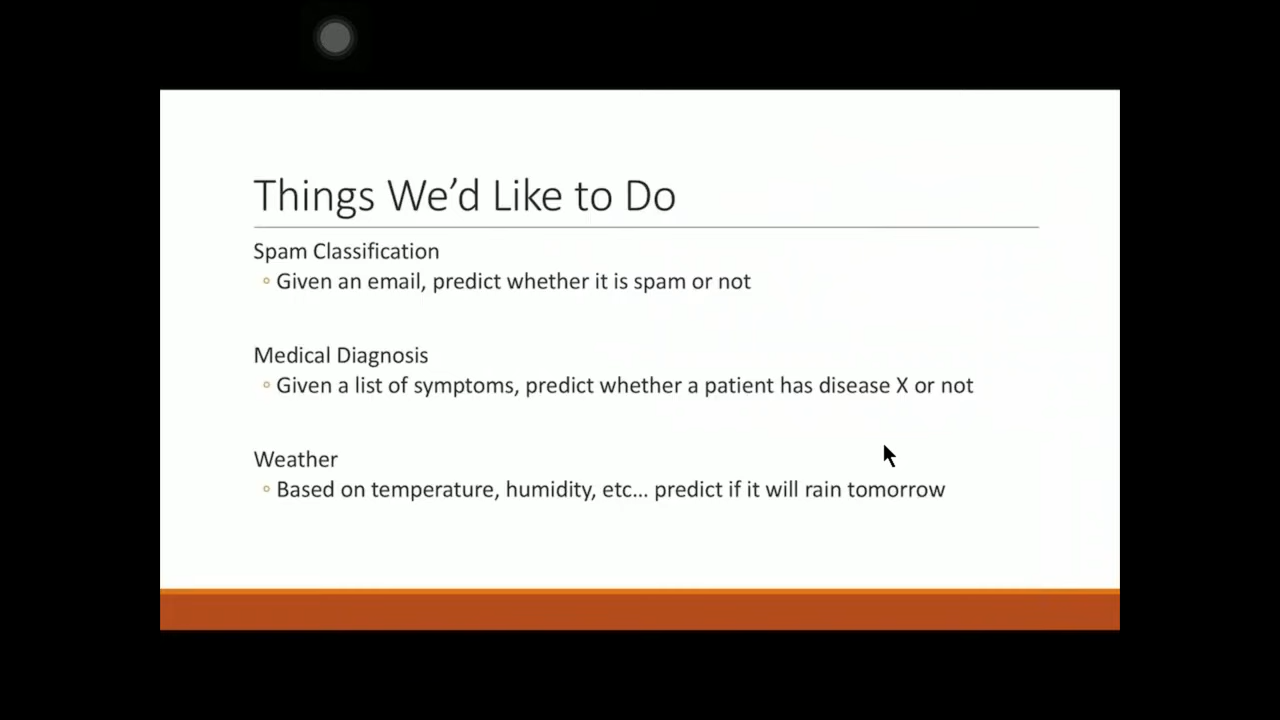 Things We’d Like to Do
Spam Classification
◦ Given an email, predict whether it is spam or not
Medical Diagnosis
◦ Given a list of symptoms, predict whether a patient has disease X or not
Weather
◦ Based on temperature, humidity, etc… predict if it will rain tomorrow